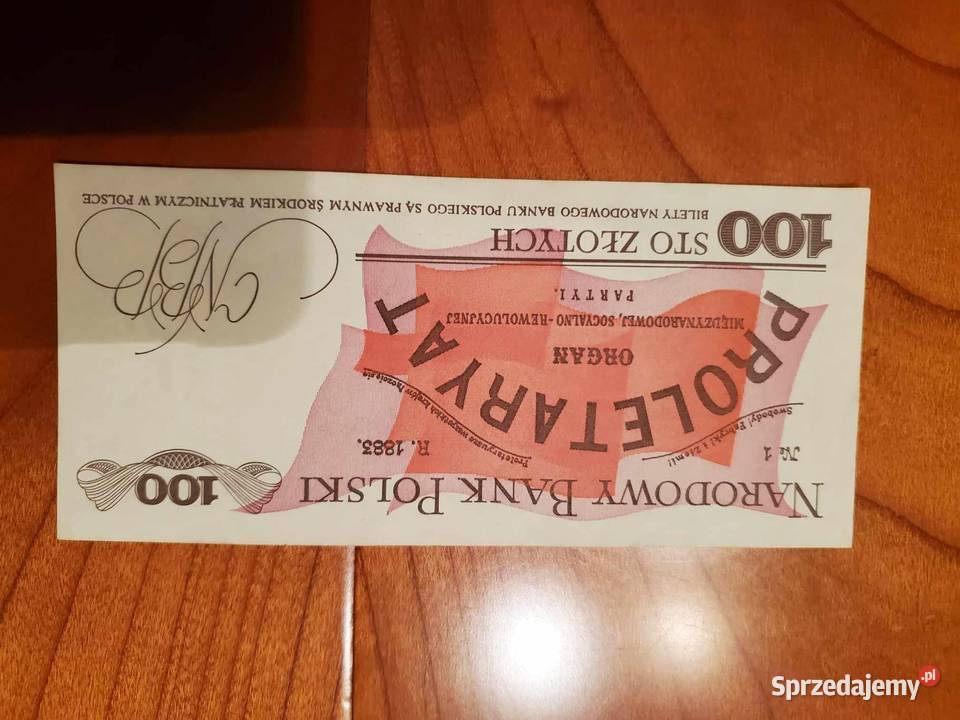 NARODOWY BANK POLSKI
100
№ 1
R. 1883.
Swobody! Fabryki i Ziemi!
Proletaryusze wszystkich krajów łączcie się!
PROLETARYAT
ORGAN
MIĘDZYNARODOWEJ, SOCYALNO-REWOLUCYJNEJ
PARTYI.
100
STO ZŁOTYCH
BILETY NARODOWEGO BANKU POLSKIEGO SĄ PRAWNYM ŚRODKIEM PŁATNICZYM W POLSCE
NBP
Sprzedajemy.pl